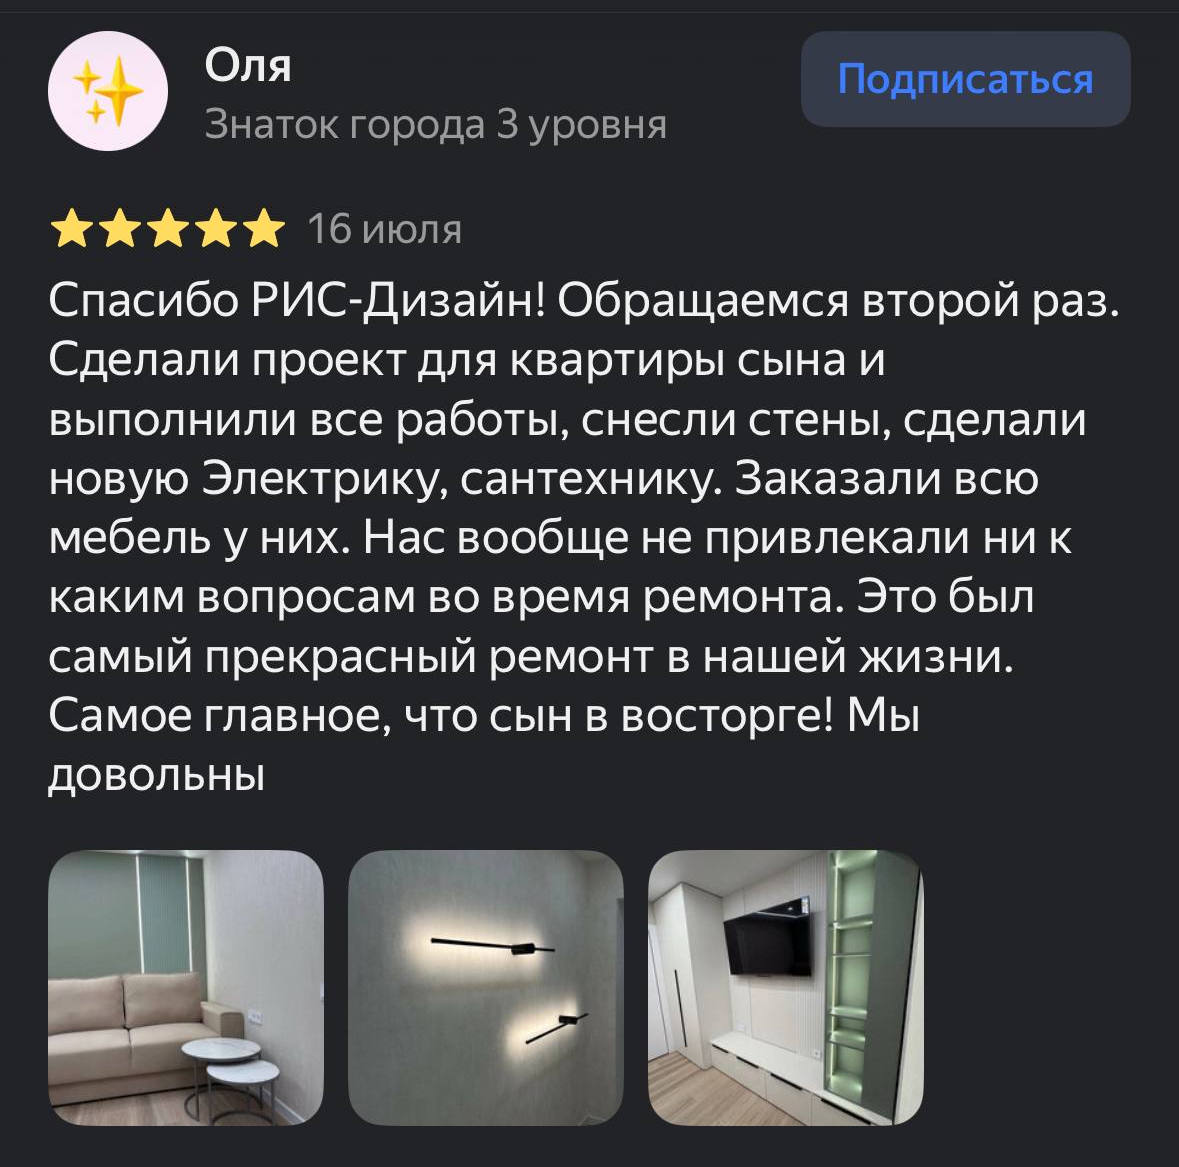 Оля
Подписаться
Знаток города 3 уровня
16 июля
Спасибо РИС-Дизайн! Обращаемся второй раз.
Сделали проект для квартиры сына и
выполнили все работы, снесли стены, сделали
новую Электрику, сантехнику. Заказали всю
мебель у них. Нас вообще не привлекали ни к
каким вопросам во время ремонта. Это был
самый прекрасный ремонт в нашей жизни.
Самое главное, что сын в восторге! Мы
довольны